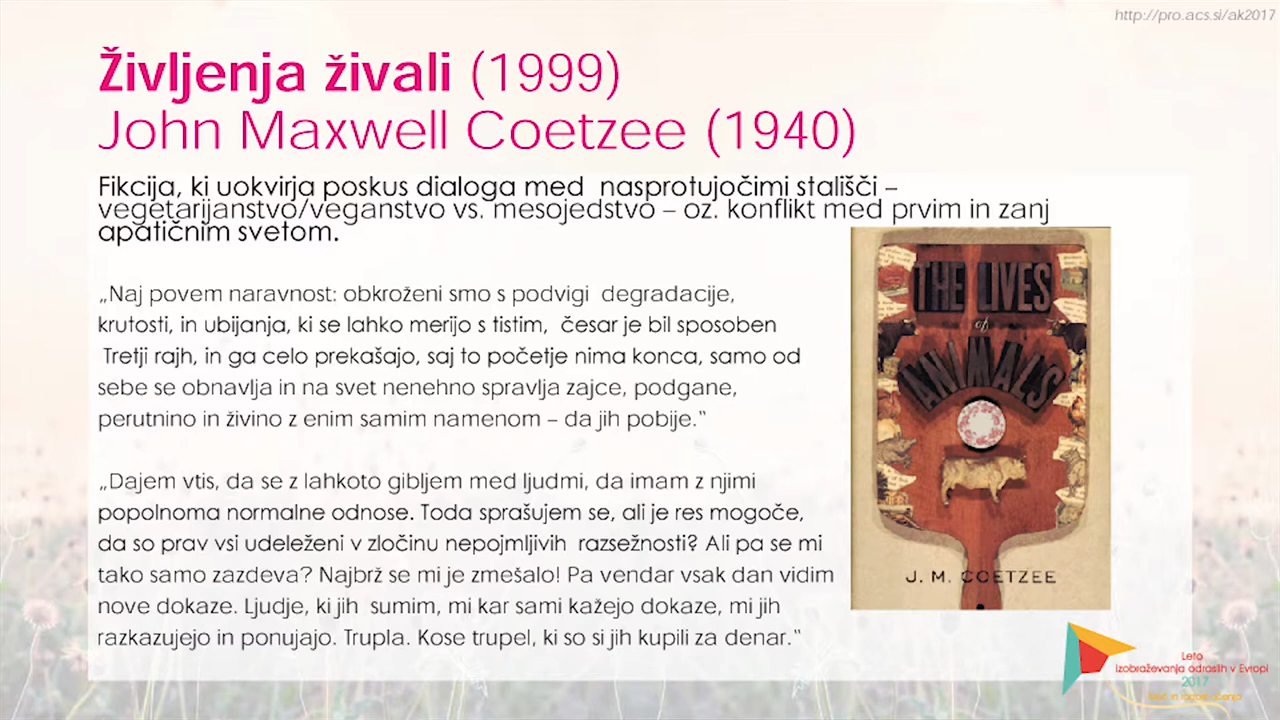 http://pro.acs.si/ak2017
Življenja živali (1999)
John Maxwell Coetzee (1940)
Fikcija, ki uokvirja poskus dialoga med nasprotujočimi stališči –
vegetarijanstvo/veganstvo vs. mesojedstvo – oz. konflikt med prvim in zanj
apatičnim svetom.
„Naj povem naravnost: obkroženi smo s podvigi degradacije,
krutosti, in ubijanja, ki se lahko merijo s tistim, česar je bil sposoben
Tretji rajh, in ga celo prekašajo, saj to početje nima konca, samo od
sebe se obnavlja in na svet nenehno spravlja zajce, podgane,
perutnino in živino z enim samim namenom – da jih pobije.“
„Dajem vtis, da se z lahkoto gibljem med ljudmi, da imam z njimi
popolnoma normalne odnose. Toda sprašujem se, ali je res mogoče,
da so prav vsi udeleženi v zločinu nepojmljivih razsežnosti? Ali pa se mi
tako samo zazdeva? Najbrž se mi je zmešalo! Pa vendar vsak dan vidim
nove dokaze. Ljudje, ki jih sumim, mi kar sami kažejo dokaze, mi jih
razkazujejo in ponujajo. Trupla. Kose trupel, ki so si jih kupili za denar.“
THE LIVES
of
ANIMALS
J. M. COETZEE
Leto
izobraževanja odraslih v Evropi
2017